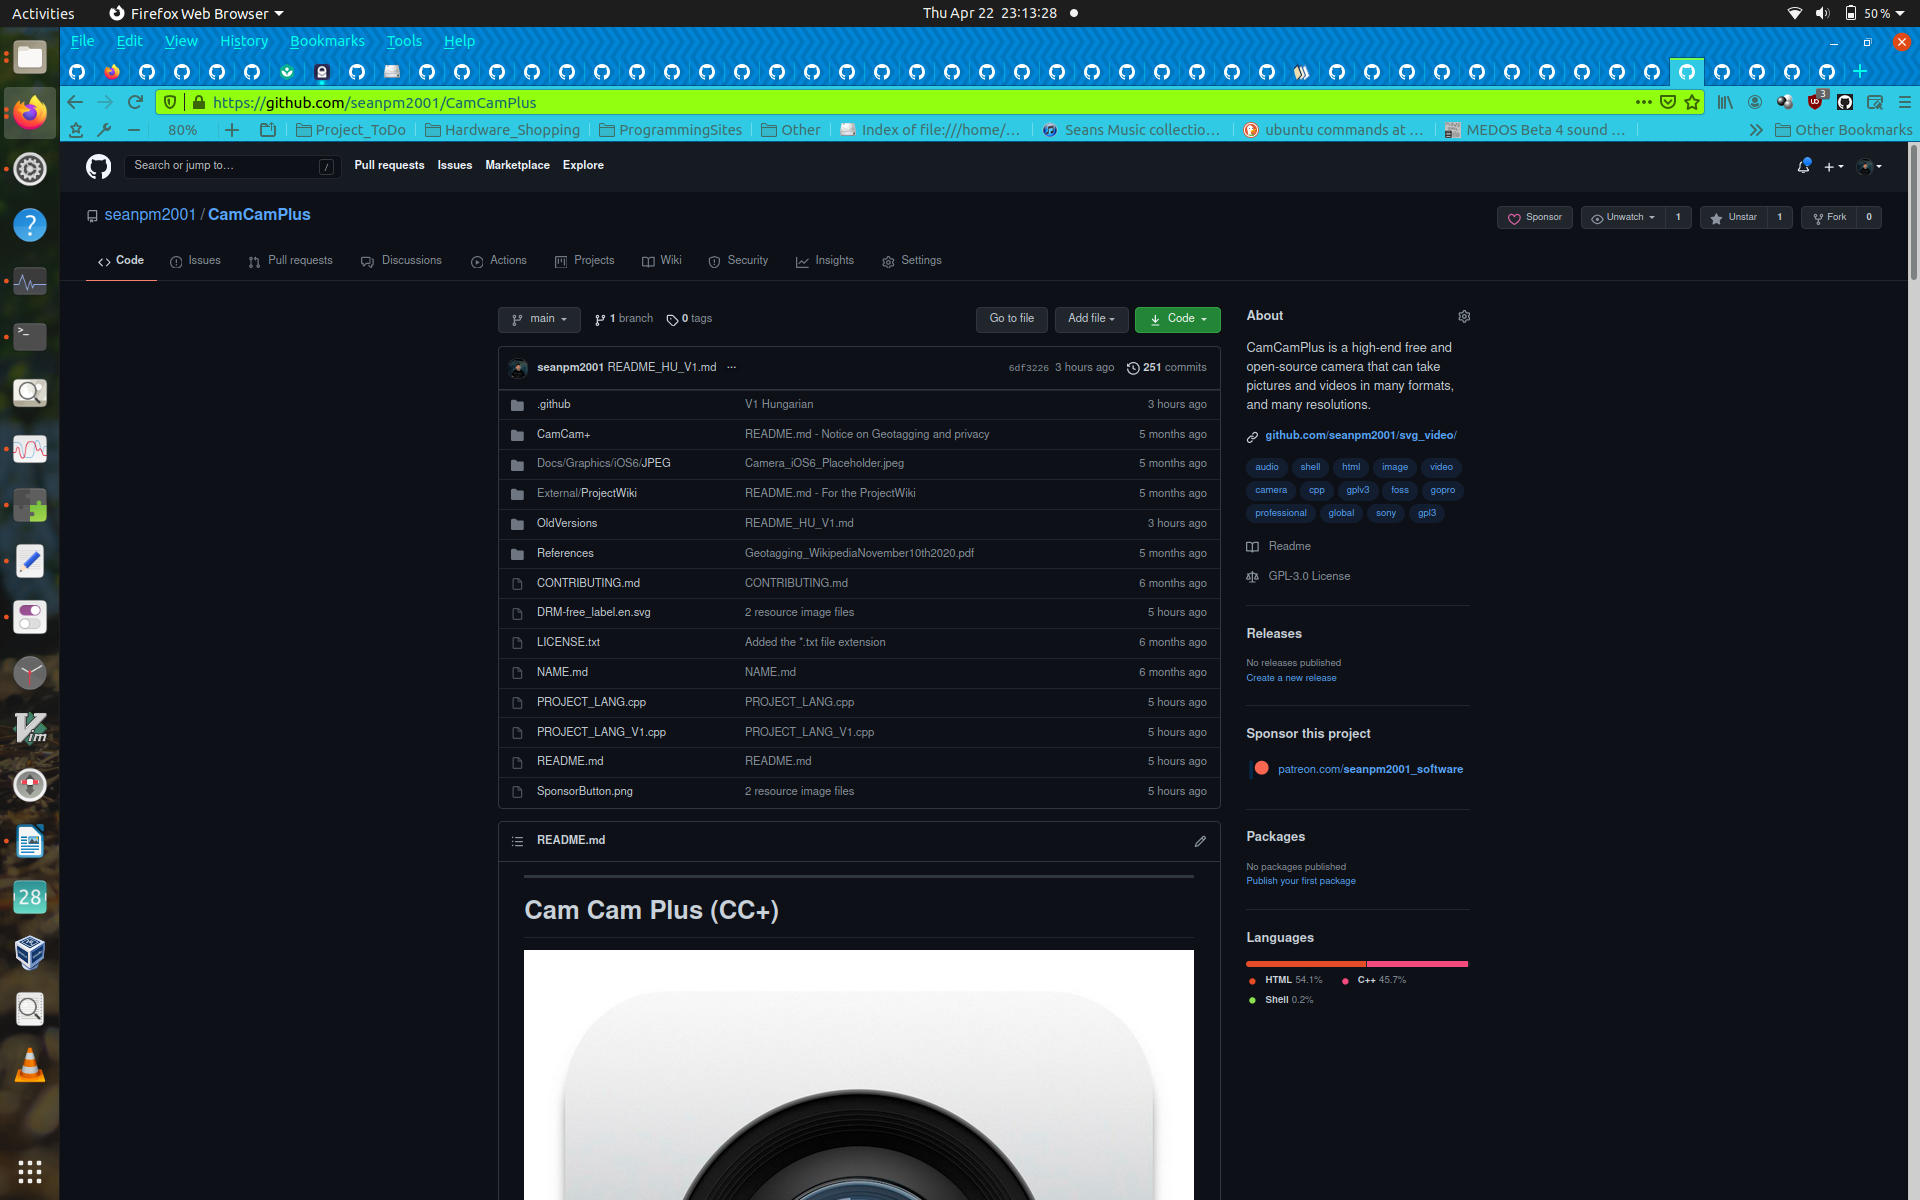 Activities Firefox Web Browser Thu Apr 22 23:13:28 50 %
File Edit View History Bookmarks Tools Help
https://github.com/seanpm2001/CamCamPlus 3
80% Project_ToDo Hardware_Shopping ProgrammingSites Other Index of file:///home/… Seans Music collectio… ubuntu commands at … MEDOS Beta 4 sound … Other Bookmarks
Search or jump to… / Pull requests Issues Marketplace Explore
seanpm2001 / CamCamPlus Sponsor Unwatch 1 Unstar 1 Fork 0
Code Issues Pull requests Discussions Actions Projects Wiki Security Insights Settings
main 1 branch 0 tags Go to file Add file Code
seanpm2001 README_HU_V1.md ... 6df3226 3 hours ago 251 commits
.github V1 Hungarian 3 hours ago
CamCam+ README.md - Notice on Geotagging and privacy 5 months ago
Docs/Graphics/iOS6/JPEG Camera_iOS6_Placeholder.jpeg 5 months ago
External/ProjectWiki README.md - For the ProjectWiki 5 months ago
OldVersions README_HU_V1.md 3 hours ago
References Geotagging_WikipediaNovember10th2020.pdf 5 months ago
CONTRIBUTING.md CONTRIBUTING.md 6 months ago
DRM-free_label.en.svg 2 resource image files 5 hours ago
LICENSE.txt Added the *.txt file extension 6 months ago
NAME.md NAME.md 6 months ago
PROJECT_LANG.cpp PROJECT_LANG.cpp 5 hours ago
PROJECT_LANG_V1.cpp PROJECT_LANG_V1.cpp 5 hours ago
README.md README.md 5 hours ago
SponsorButton.png 2 resource image files 5 hours ago
README.md
Cam Cam Plus (CC+)
About
CamCamPlus is a high-end free and
open-source camera that can take
pictures and videos in many formats,
and many resolutions.
github.com/seanpm2001/svg_video/
audio shell html image video
camera cpp gplv3 foss gopro
professional global sony gpl3
Readme
GPL-3.0 License
Releases
No releases published
Create a new release
Sponsor this project
patreon.com/seanpm2001_software
Packages
No packages published
Publish your first package
Languages
HTML 54.1% C++ 45.7%
Shell 0.2%
?
>_
Vim
28